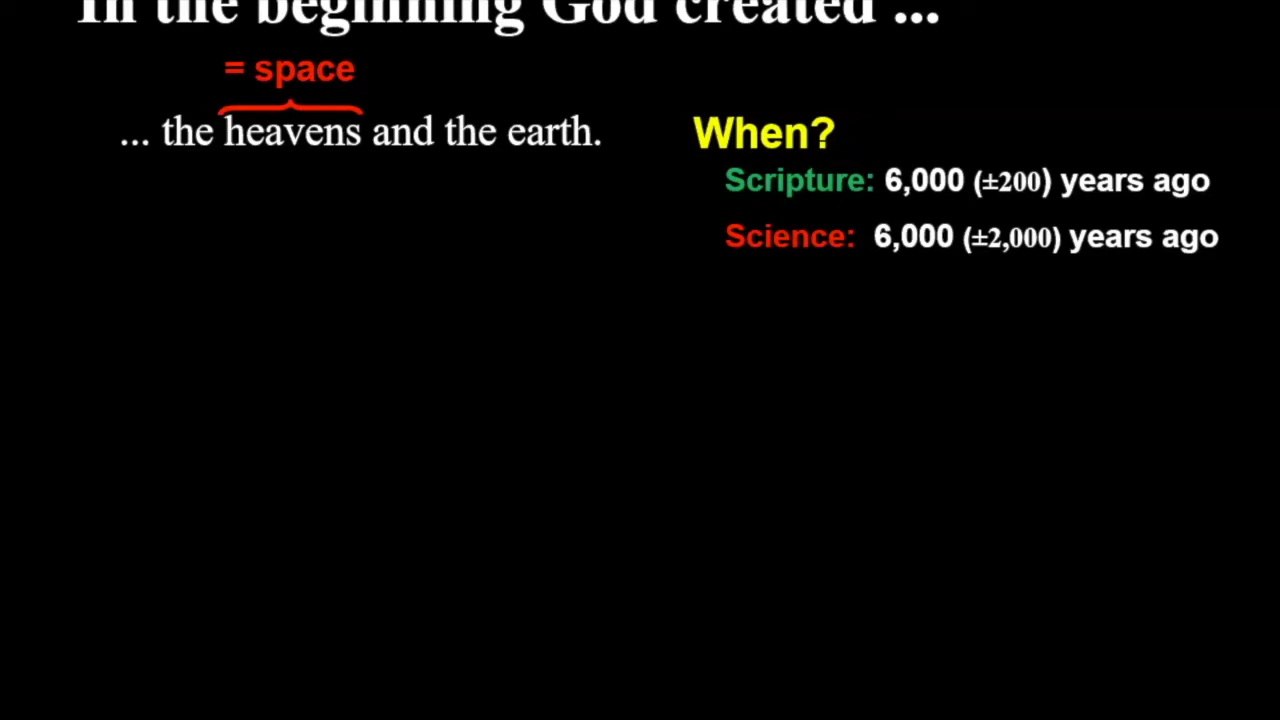 In the beginning God created ...
= space
... the heavens and the earth.
When?
Scripture: 6,000 (±200) years ago
Science: 6,000 (±2,000) years ago